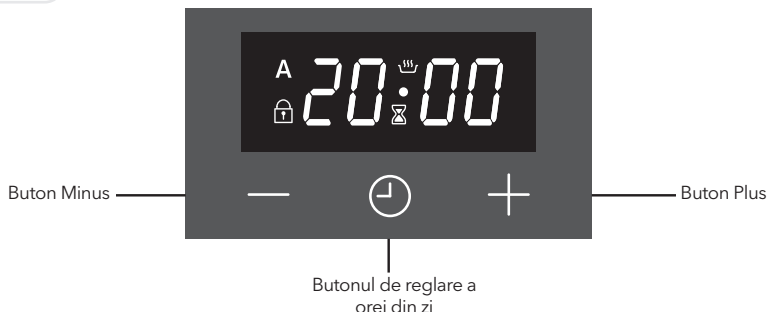 A 20:00
Buton Minus
Buton Plus
Butonul de reglare a
orei din zi